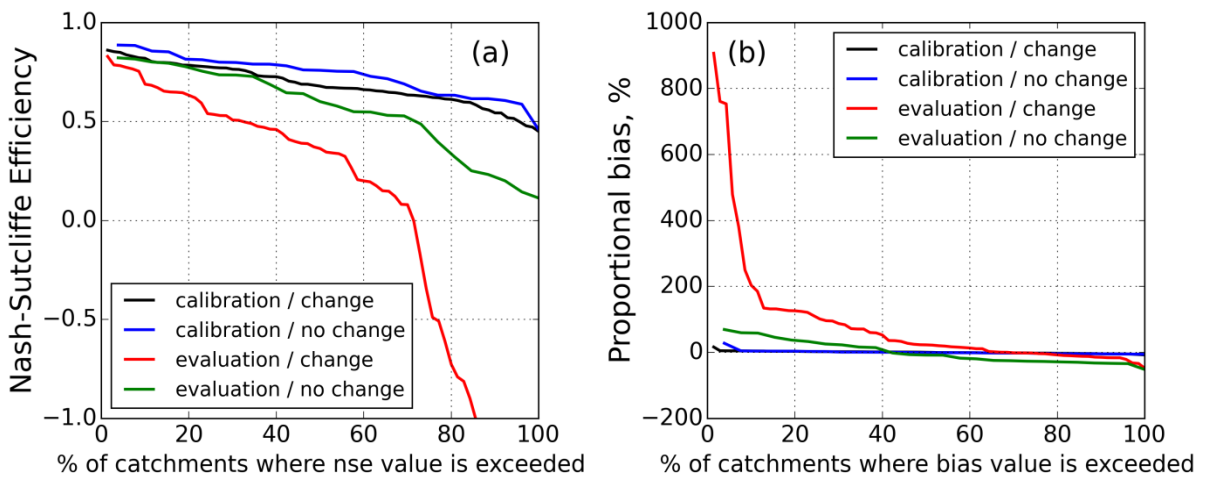 (a)
Nash-Sutcliffe Efficiency
1.0
0.5
0.0
−0.5
−1.0
calibration / change
calibration / no change
evaluation / change
evaluation / no change
0 20 40 60 80 100
% of catchments where nse value is exceeded
(b)
Proportional bias, %
1000
800
600
400
200
0
−200
calibration / change
calibration / no change
evaluation / change
evaluation / no change
0 20 40 60 80 100
% of catchments where bias value is exceeded